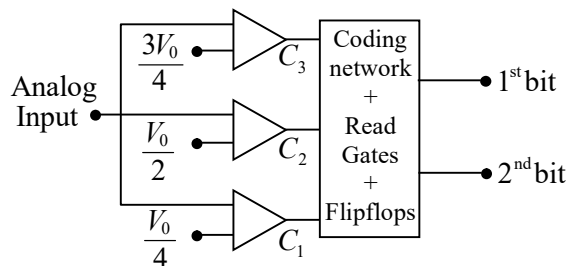 3V₀/4
C₃
Analog
Input
V₀/2
C₂
V₀/4
C₁
Coding
network
+
Read
Gates
+
Flipflops
1ˢᵗ bit
2ⁿᵈ bit